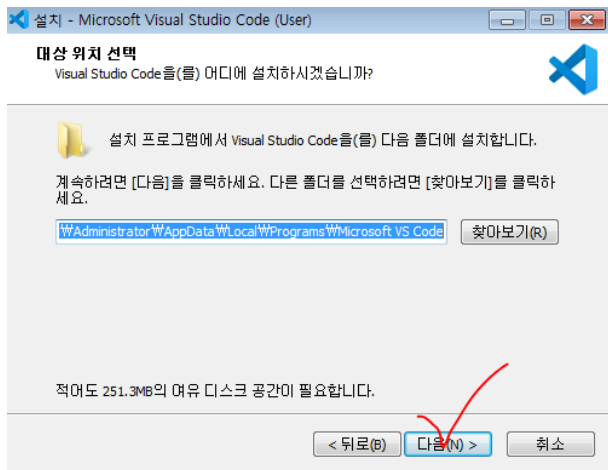 설치 - Microsoft Visual Studio Code (User)
대상 위치 선택
Visual Studio Code을(를) 어디에 설치하시겠습니까?
설치 프로그램에서 Visual Studio Code을(를) 다음 폴더에 설치합니다.
계속하려면 [다음]을 클릭하세요. 다른 폴더를 선택하려면 [찾아보기]를 클릭하
세요.
₩Administrator₩AppData₩Local₩Programs₩Microsoft VS Code 찾아보기(R)
적어도 251.3MB의 여유 디스크 공간이 필요합니다.
< 뒤로(B) 다음(N) > 취소